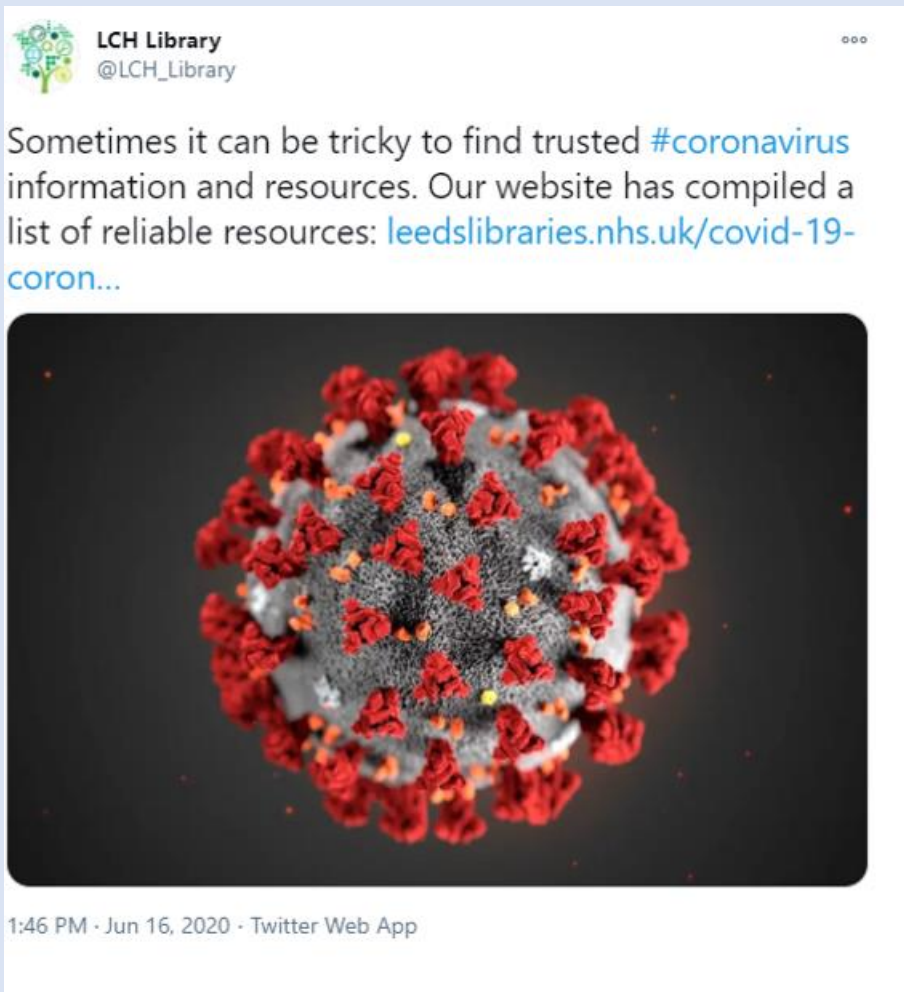 LCH Library
@LCH_Library
Sometimes it can be tricky to find trusted #coronavirus
information and resources. Our website has compiled a
list of reliable resources: leedslibraries.nhs.uk/covid-19-
coron...
1:46 PM · Jun 16, 2020 · Twitter Web App